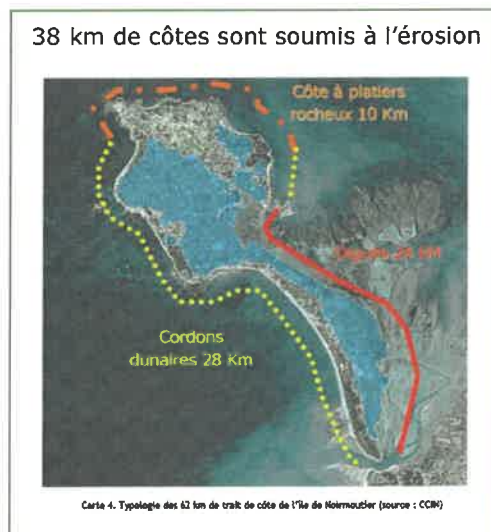 38 km de côtes sont soumis à l'érosion
Côte à platiers
rocheux 10 Km
Digues 24 KM
Cordons
dunaires 28 Km
Carte 4. Typologie des 62 km de trait de côte de l'île de Noirmoutier (source : CCIN)